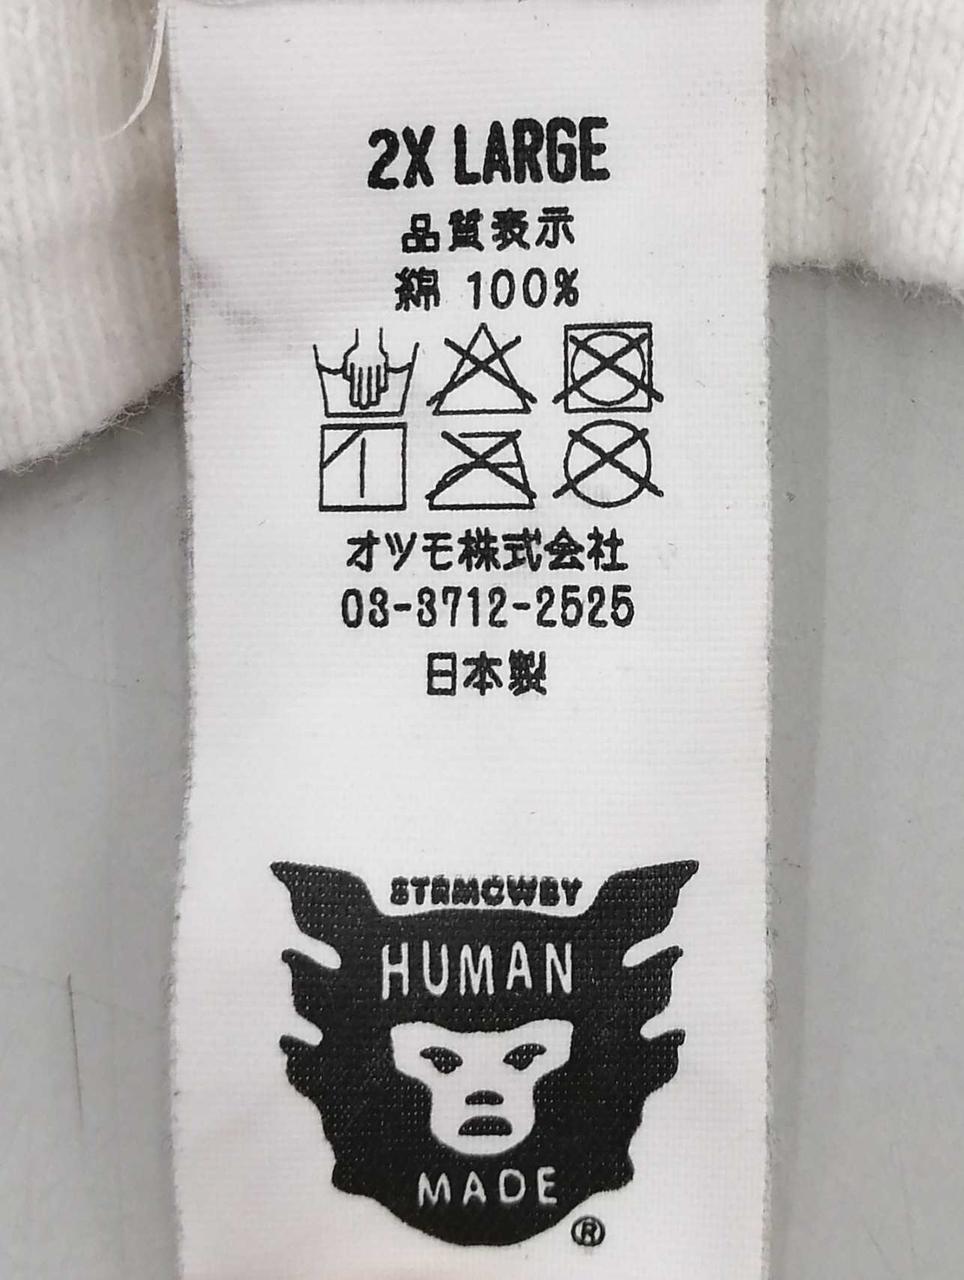 2X LARGE
品質表示
綿 100%
オツモ株式会社
03-3712-2525
日本製
STRMCWBY
HUMAN
MADE
®